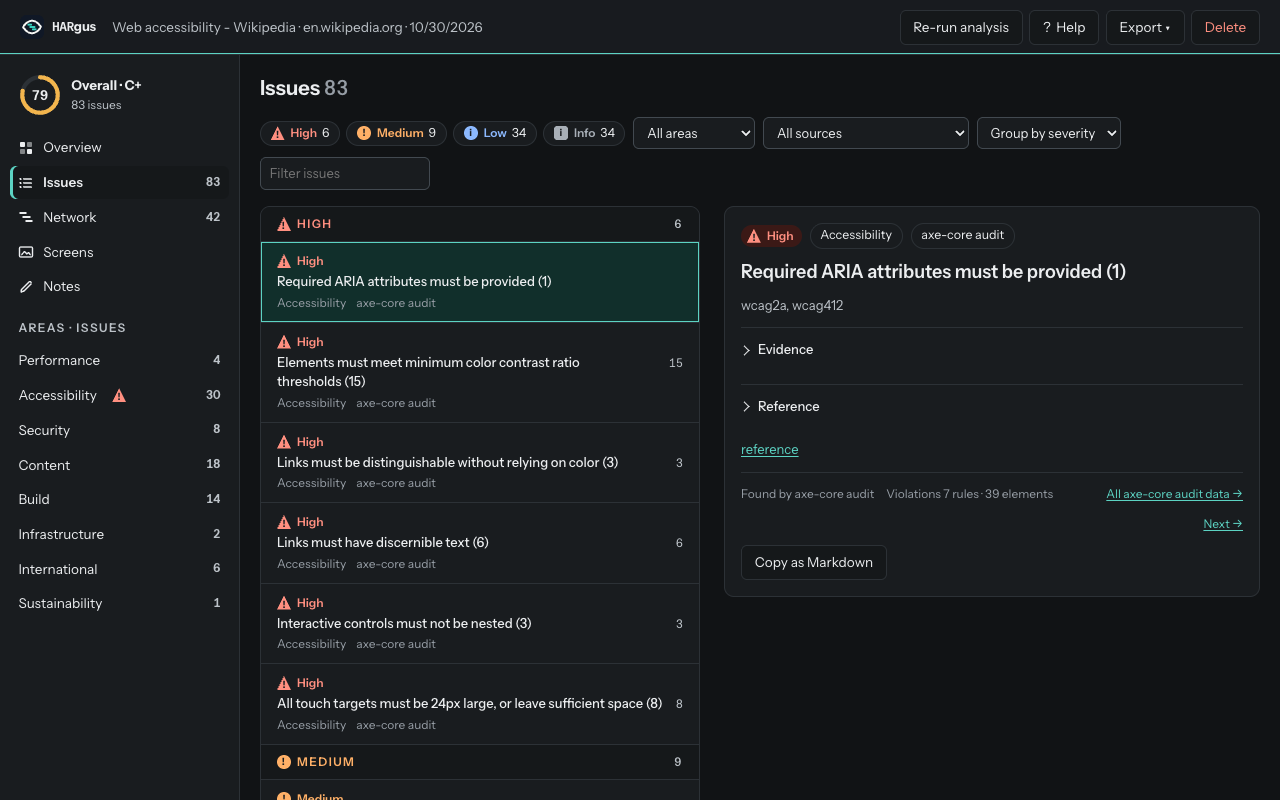 HARgus Web accessibility - Wikipedia · en.wikipedia.org · 10/30/2026 Re-run analysis ? Help Export ▾ Delete
79 Overall · C+
83 issues
Overview
Issues 83
Network 42
Screens
Notes
AREAS · ISSUES
Performance 4
Accessibility 30
Security 8
Content 18
Build 14
Infrastructure 2
International 6
Sustainability 1
Issues 83
High 6 Medium 9 Low 34 Info 34 All areas All sources Group by severity
Filter issues
HIGH 6
High
Required ARIA attributes must be provided (1)
Accessibility axe-core audit
High
Elements must meet minimum color contrast ratio 15
thresholds (15)
Accessibility axe-core audit
High
Links must be distinguishable without relying on color (3) 3
Accessibility axe-core audit
High
Links must have discernible text (6) 6
Accessibility axe-core audit
High
Interactive controls must not be nested (3) 3
Accessibility axe-core audit
High
All touch targets must be 24px large, or leave sufficient space (8) 8
Accessibility axe-core audit
MEDIUM 9
Medium
High Accessibility axe-core audit
Required ARIA attributes must be provided (1)
wcag2a, wcag412
Evidence
Reference
reference
Found by axe-core audit Violations 7 rules · 39 elements All axe-core audit data →
Next →
Copy as Markdown